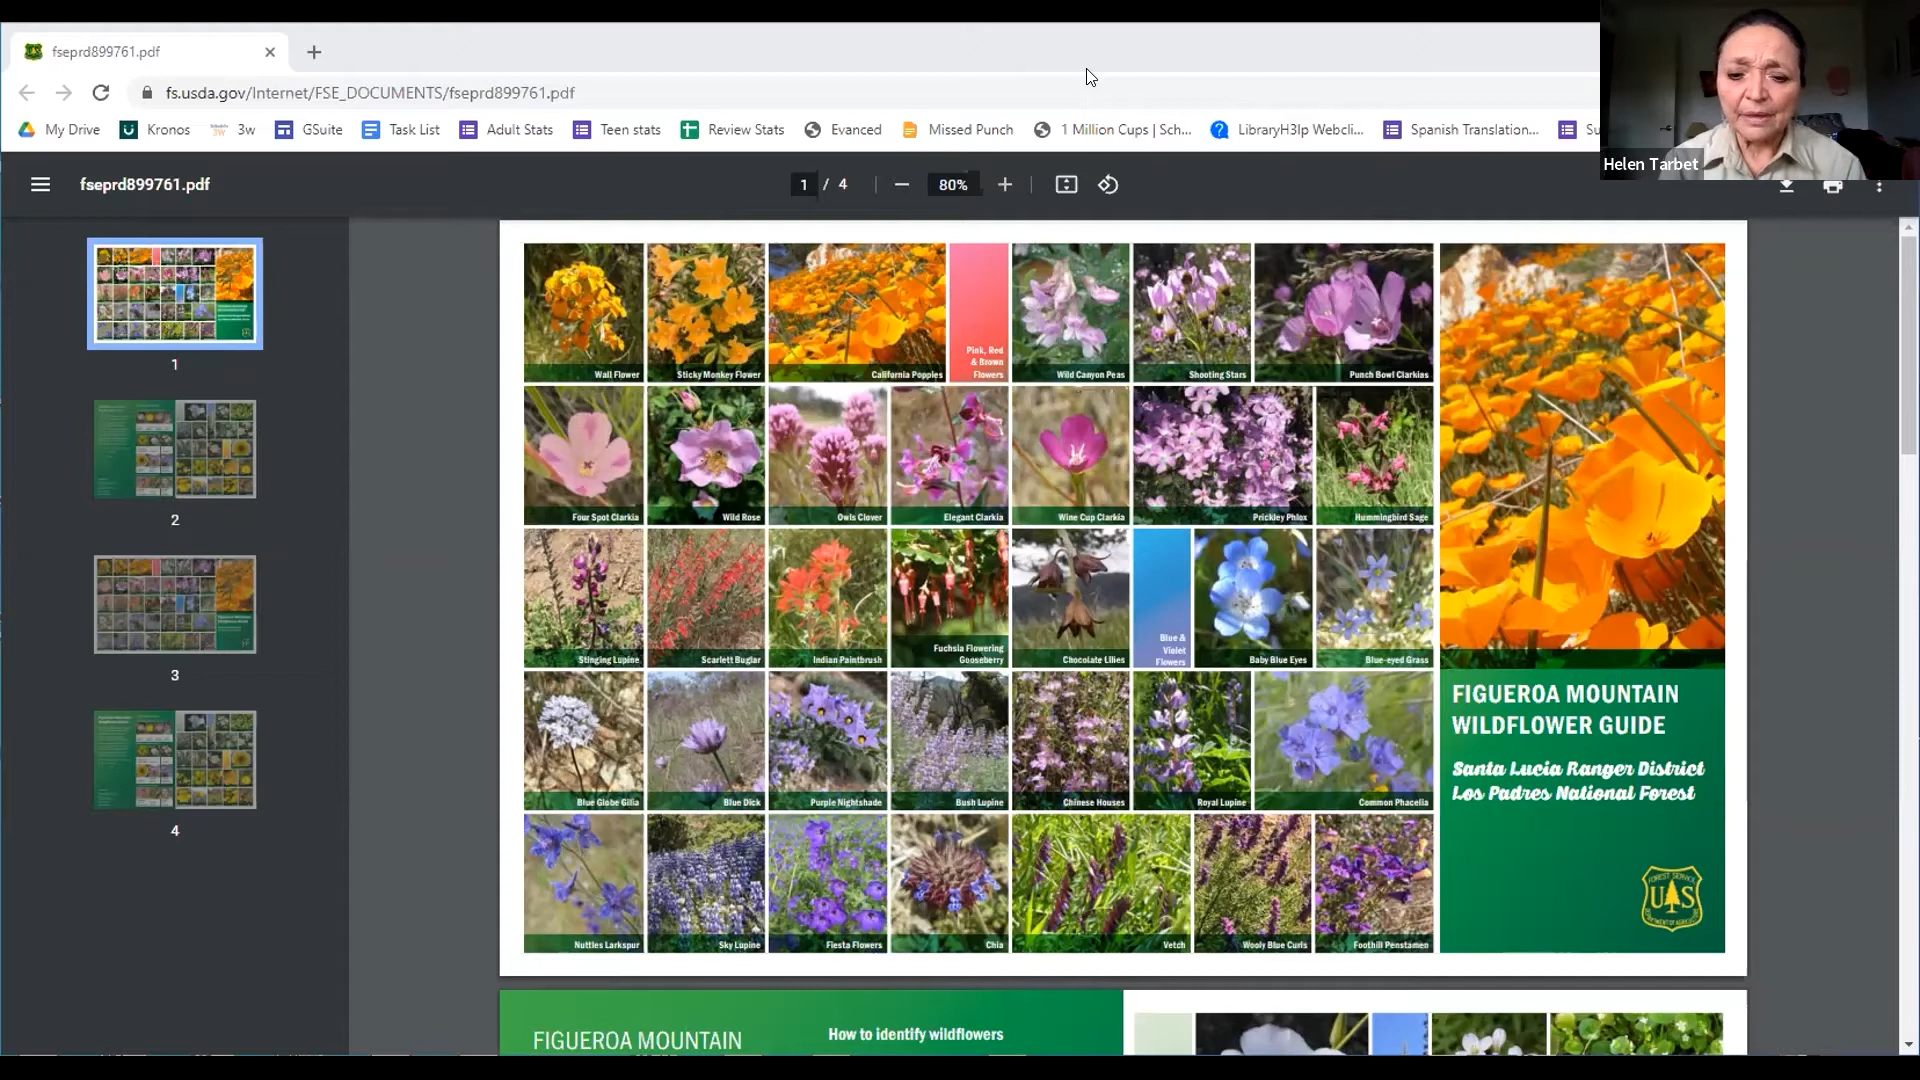 fseprd899761.pdf
fs.usda.gov/Internet/FSE_DOCUMENTS/fseprd899761.pdf
My Drive
Kronos
3w
GSuite
Task List
Adult Stats
Teen stats
Review Stats
Evanced
Missed Punch
1 Million Cups | Sch...
LibraryH3lp Webcli...
Spanish Translation...
Su
Helen Tarbet
fseprd899761.pdf
1 / 4
80%
1
2
3
4
Wall Flower
Sticky Monkey Flower
California Poppies
Pink, Red
& Brown
Flowers
Wild Canyon Peas
Shooting Stars
Punch Bowl Clarkias
Four Spot Clarkia
Wild Rose
Owls Clover
Elegant Clarkia
Wine Cup Clarkia
Prickley Phlox
Hummingbird Sage
Stinging Lupine
Scarlett Buglar
Indian Paintbrush
Fuchsia Flowering
Gooseberry
Chocolate Lilies
Blue &
Violet
Flowers
Baby Blue Eyes
Blue-eyed Grass
Blue Globe Gilia
Blue Dick
Purple Nightshade
Bush Lupine
Chinese Houses
Royal Lupine
Common Phacelia
Nuttles Larkspur
Sky Lupine
Fiesta Flowers
Chia
Vetch
Wooly Blue Curls
Foothill Penstamen
FIGUEROA MOUNTAIN
WILDFLOWER GUIDE
Santa Lucia Ranger District
Los Padres National Forest
FOREST SERVICE
U S
DEPARTMENT OF AGRICULTURE
FIGUEROA MOUNTAIN
How to identify wildflowers